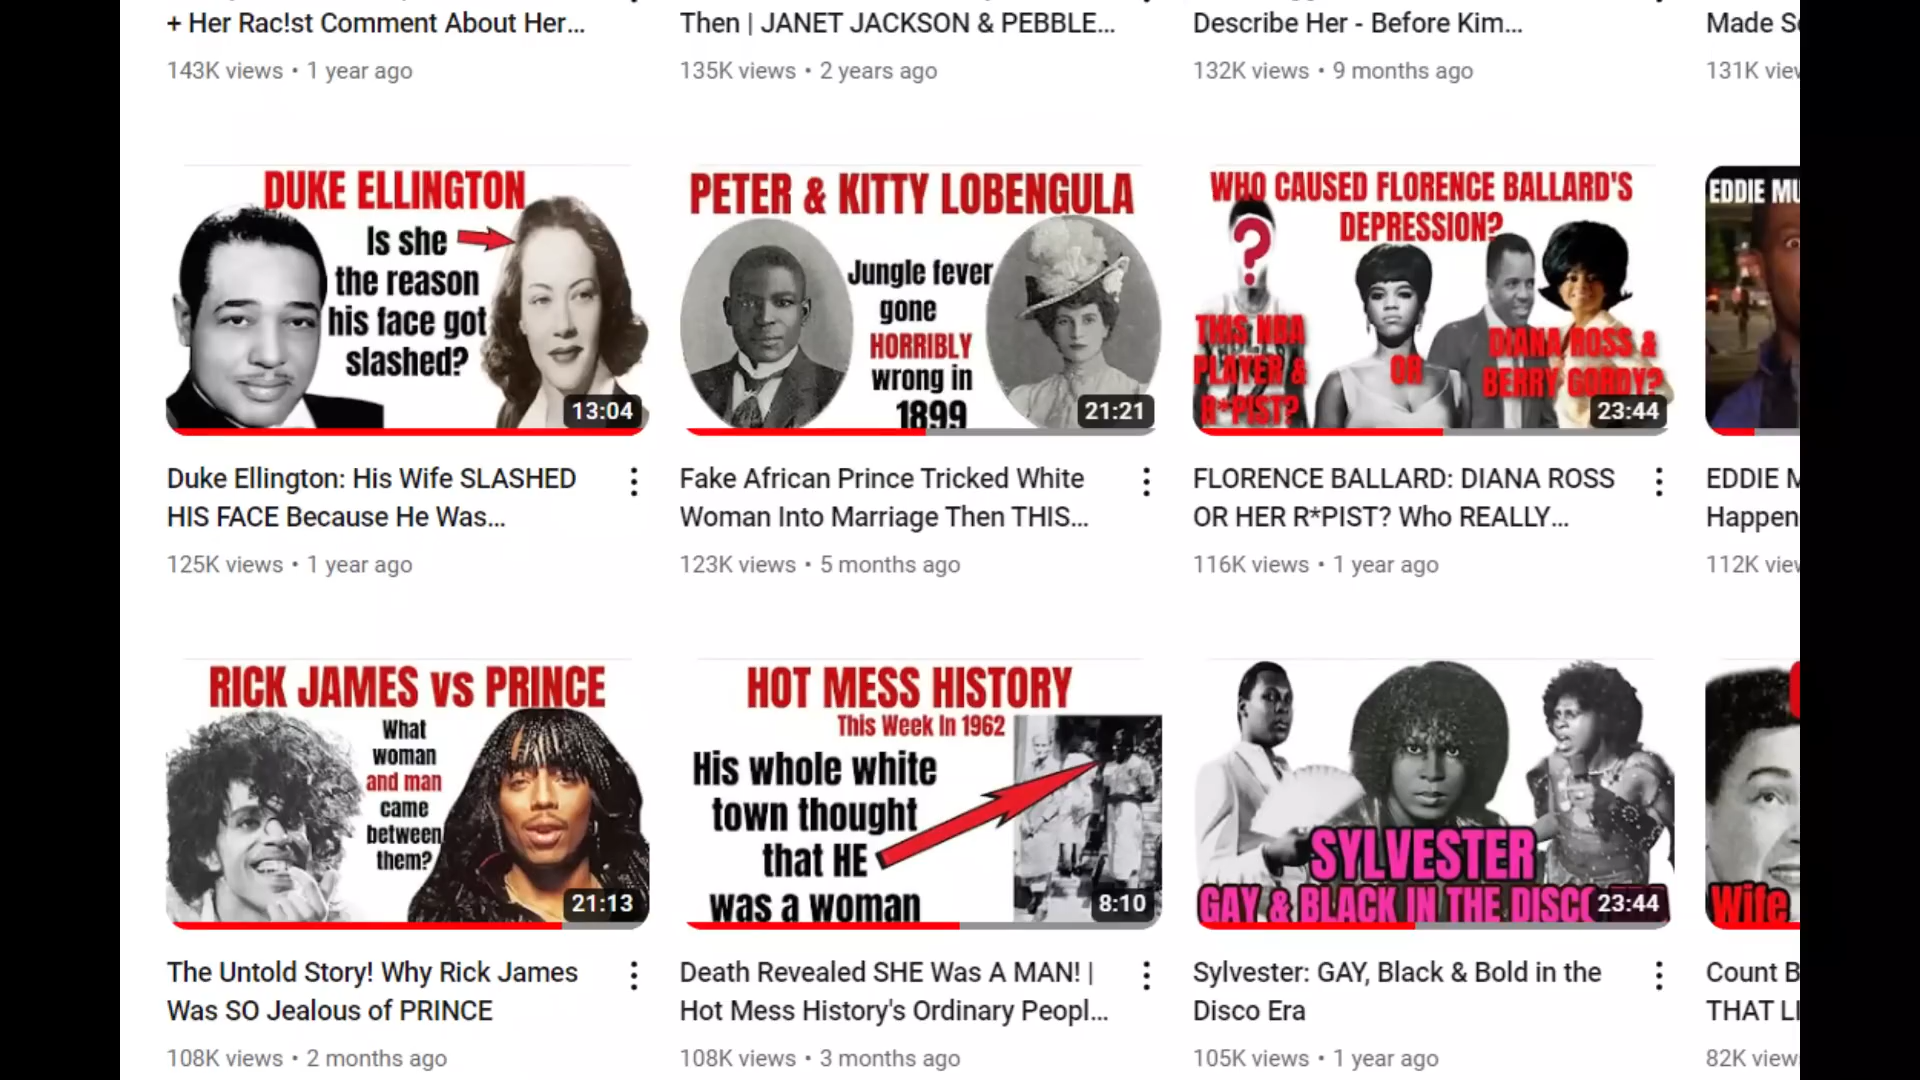 + Her Rac!st Comment About Her...
143K views • 1 year ago
Then | JANET JACKSON & PEBBLE...
135K views • 2 years ago
Describe Her - Before Kim...
132K views • 9 months ago
Made
131K
DUKE ELLINGTON
Is she
the reason
his face got
slashed?
13:04
Duke Ellington: His Wife SLASHED
HIS FACE Because He Was...
125K views • 1 year ago
PETER & KITTY LOBENGULA
Jungle fever
gone
HORRIBLY
wrong in
1899
21:21
Fake African Prince Tricked White
Woman Into Marriage Then THIS...
123K views • 5 months ago
WHO CAUSED FLORENCE BALLARD'S
DEPRESSION?
?
THIS NBA
PLAYER &
R*PIST?
OR
DIANA ROSS &
BERRY GORDY?
23:44
FLORENCE BALLARD: DIANA ROSS
OR HER R*PIST? Who REALLY...
116K views • 1 year ago
EDDIE
EDDIE
Happen
112K
RICK JAMES vs PRINCE
What
woman
and man
came
between
them?
21:13
The Untold Story! Why Rick James
Was SO Jealous of PRINCE
108K views • 2 months ago
HOT MESS HISTORY
This Week In 1962
His whole white
town thought
that HE
was a woman
8:10
Death Revealed SHE Was A MAN! |
Hot Mess History's Ordinary Peopl...
108K views • 3 months ago
SYLVESTER
GAY & BLACK IN THE DISCO
23:44
Sylvester: GAY, Black & Bold in the
Disco Era
105K views • 1 year ago
Wife
Count B
THAT
82K view